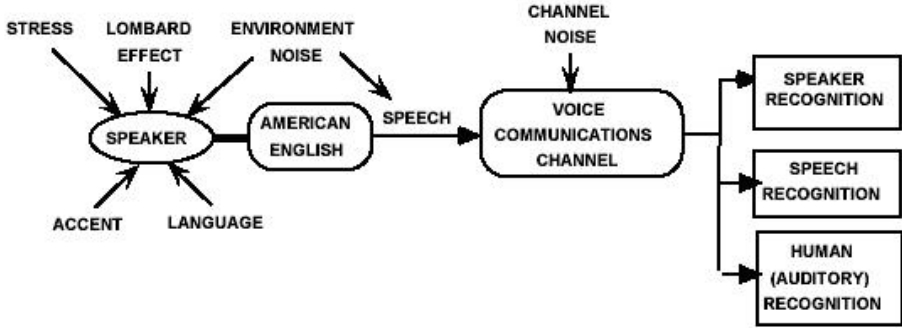 STRESS
LOMBARD
EFFECT
ENVIRONMENT
NOISE
CHANNEL
NOISE
SPEAKER
AMERICAN
ENGLISH
SPEECH
VOICE
COMMUNICATIONS
CHANNEL
ACCENT
LANGUAGE
SPEAKER
RECOGNITION
SPEECH
RECOGNITION
HUMAN
(AUDITORY)
RECOGNITION